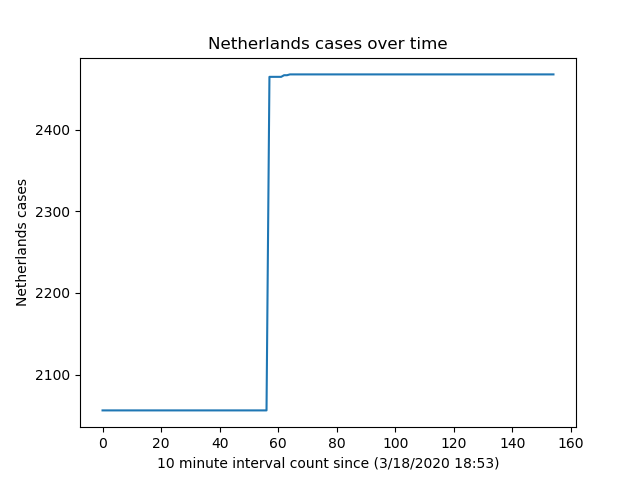 Netherlands cases over time
Netherlands cases
2400
2300
2200
2100
0 20 40 60 80 100 120 140 160
10 minute interval count since (3/18/2020 18:53)